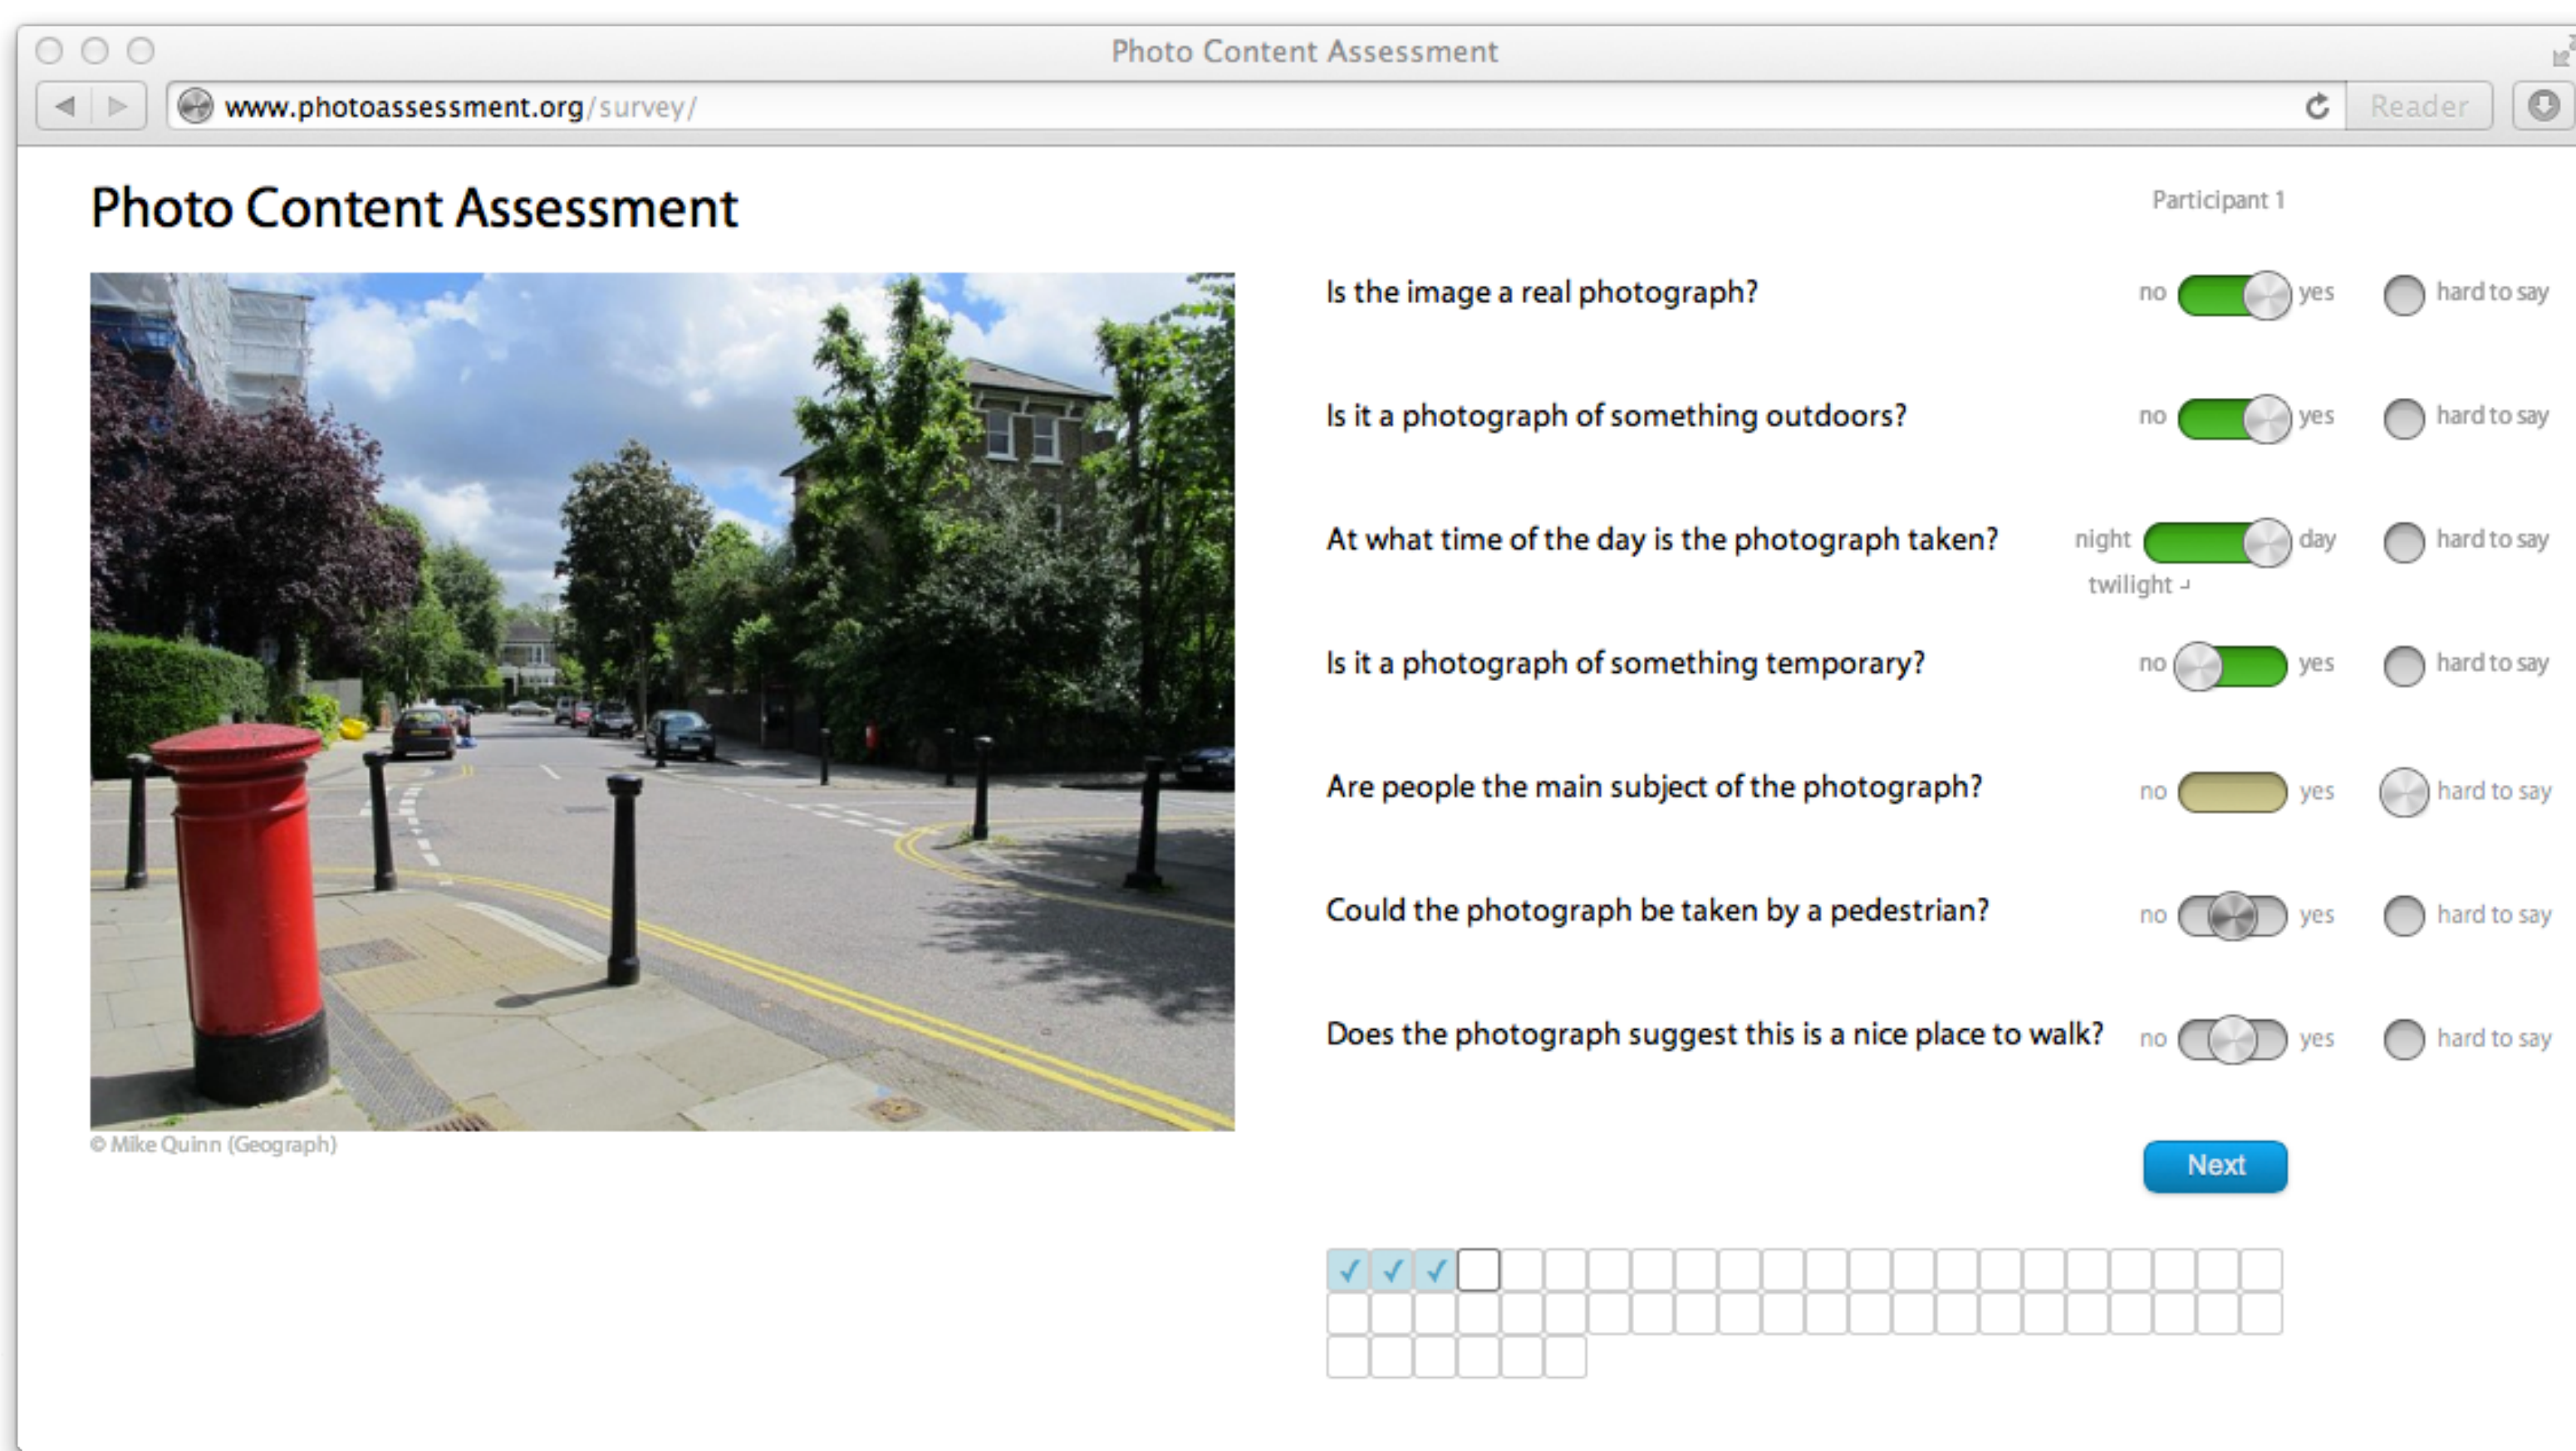 Photo Content Assessment
www.photoassessment.org/survey/
Reader
Photo Content Assessment
Participant 1
Is the image a real photograph? no yes hard to say
Is it a photograph of something outdoors? no yes hard to say
At what time of the day is the photograph taken? night day hard to say
twilight
Is it a photograph of something temporary? no yes hard to say
Are people the main subject of the photograph? no yes hard to say
Could the photograph be taken by a pedestrian? no yes hard to say
Does the photograph suggest this is a nice place to walk? no yes hard to say
© Mike Quinn (Geograph)
Next